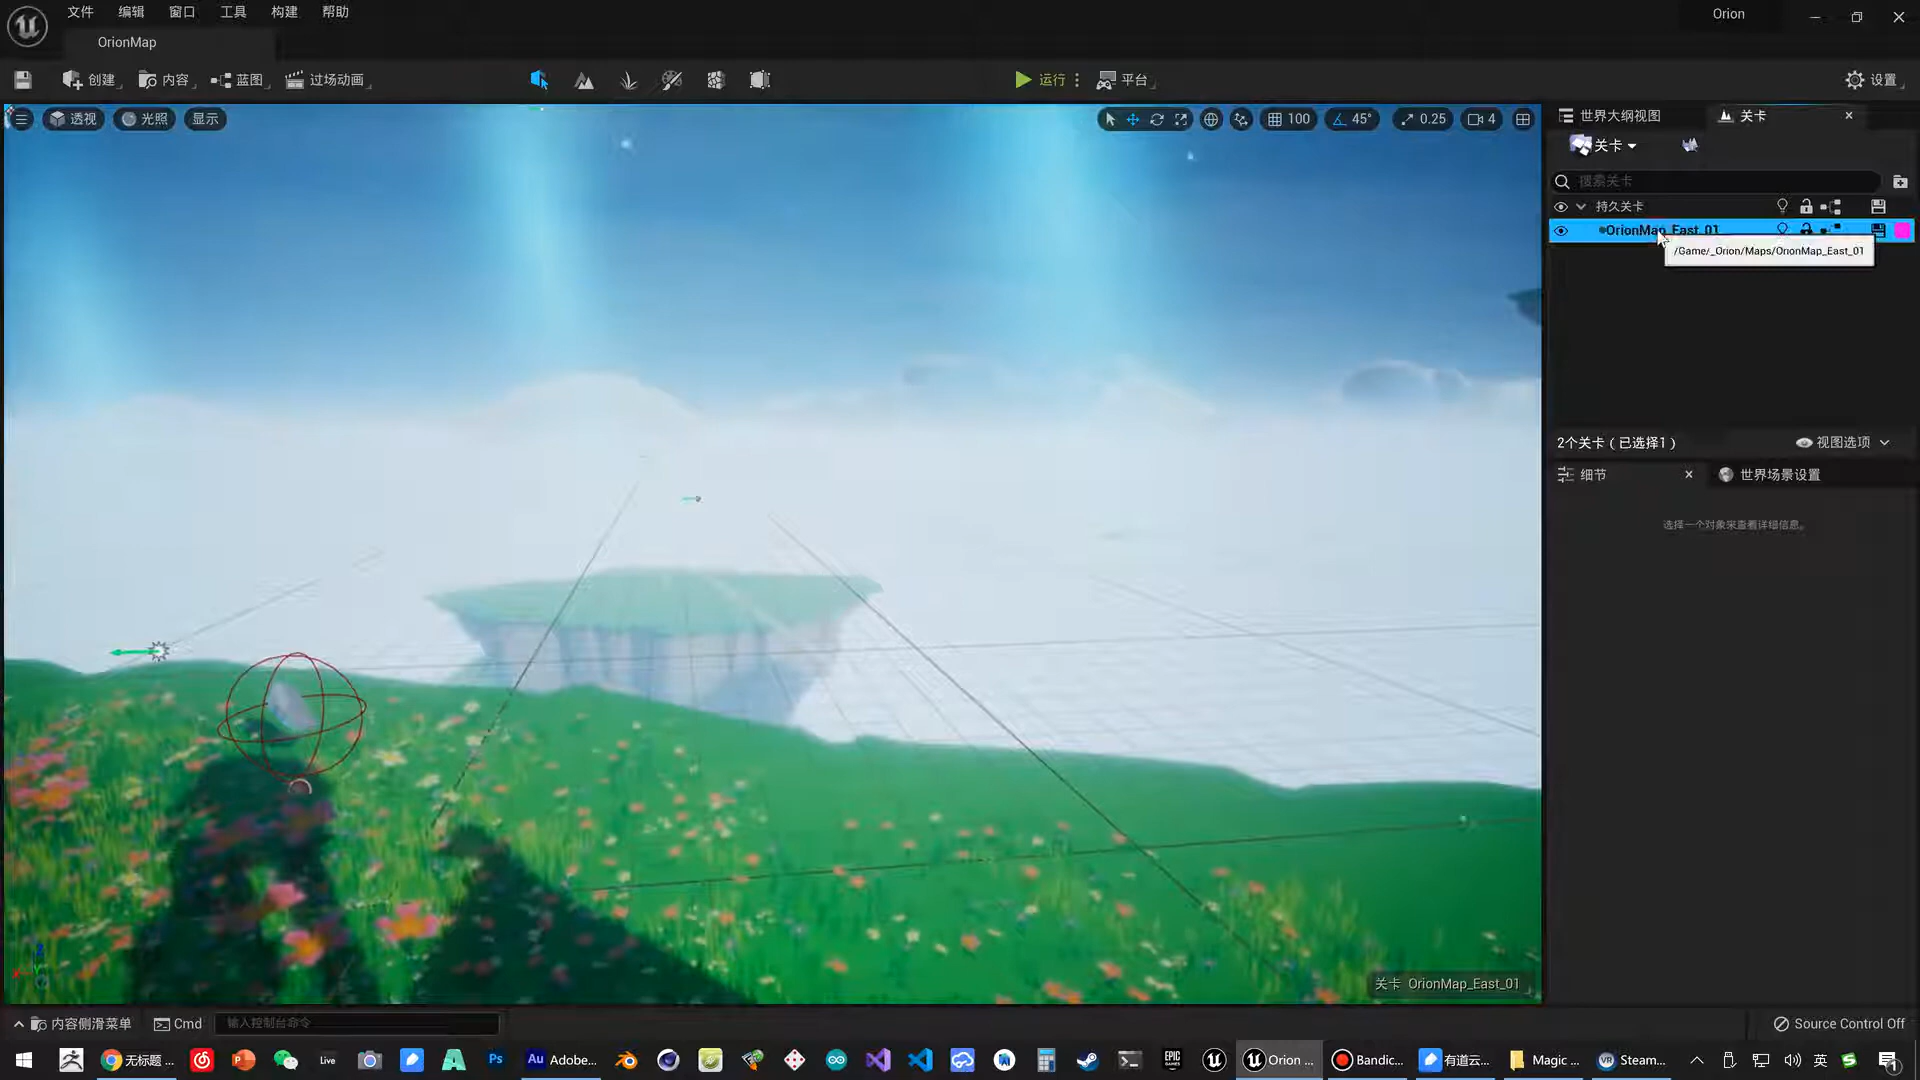 文件 编辑 窗口 工具 构建 帮助
Orion
OrionMap
创建 内容 蓝图 过场动画 运行 平台 设置
透视 光照 显示 100 45° 0.25 4
世界大纲视图 关卡
关卡
搜索关卡
持久关卡
OrionMap_East_01
/Game/_Orion/Maps/OrionMap_East_01
2个关卡（已选择1） 视图选项
细节 世界场景设置
选择一个对象来查看详细信息。
关卡 OrionMap_East_01
内容侧滑菜单 Cmd 输入控制台命令 Source Control Off
无标题 ... Live Ps Au Adobe... EPIC GAMES Orion ... Bandic... 有道云... Magic ... VR Steam... 英 S 1